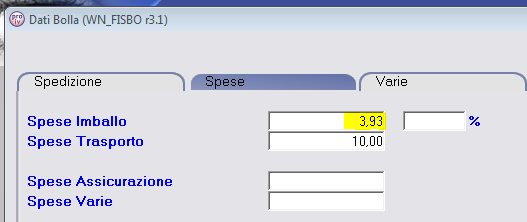 Dati Bolla (WN_FISBO r3.1)
Spedizione Spese Varie
Spese Imballo 3,93 %
Spese Trasporto 10,00
Spese Assicurazione
Spese Varie